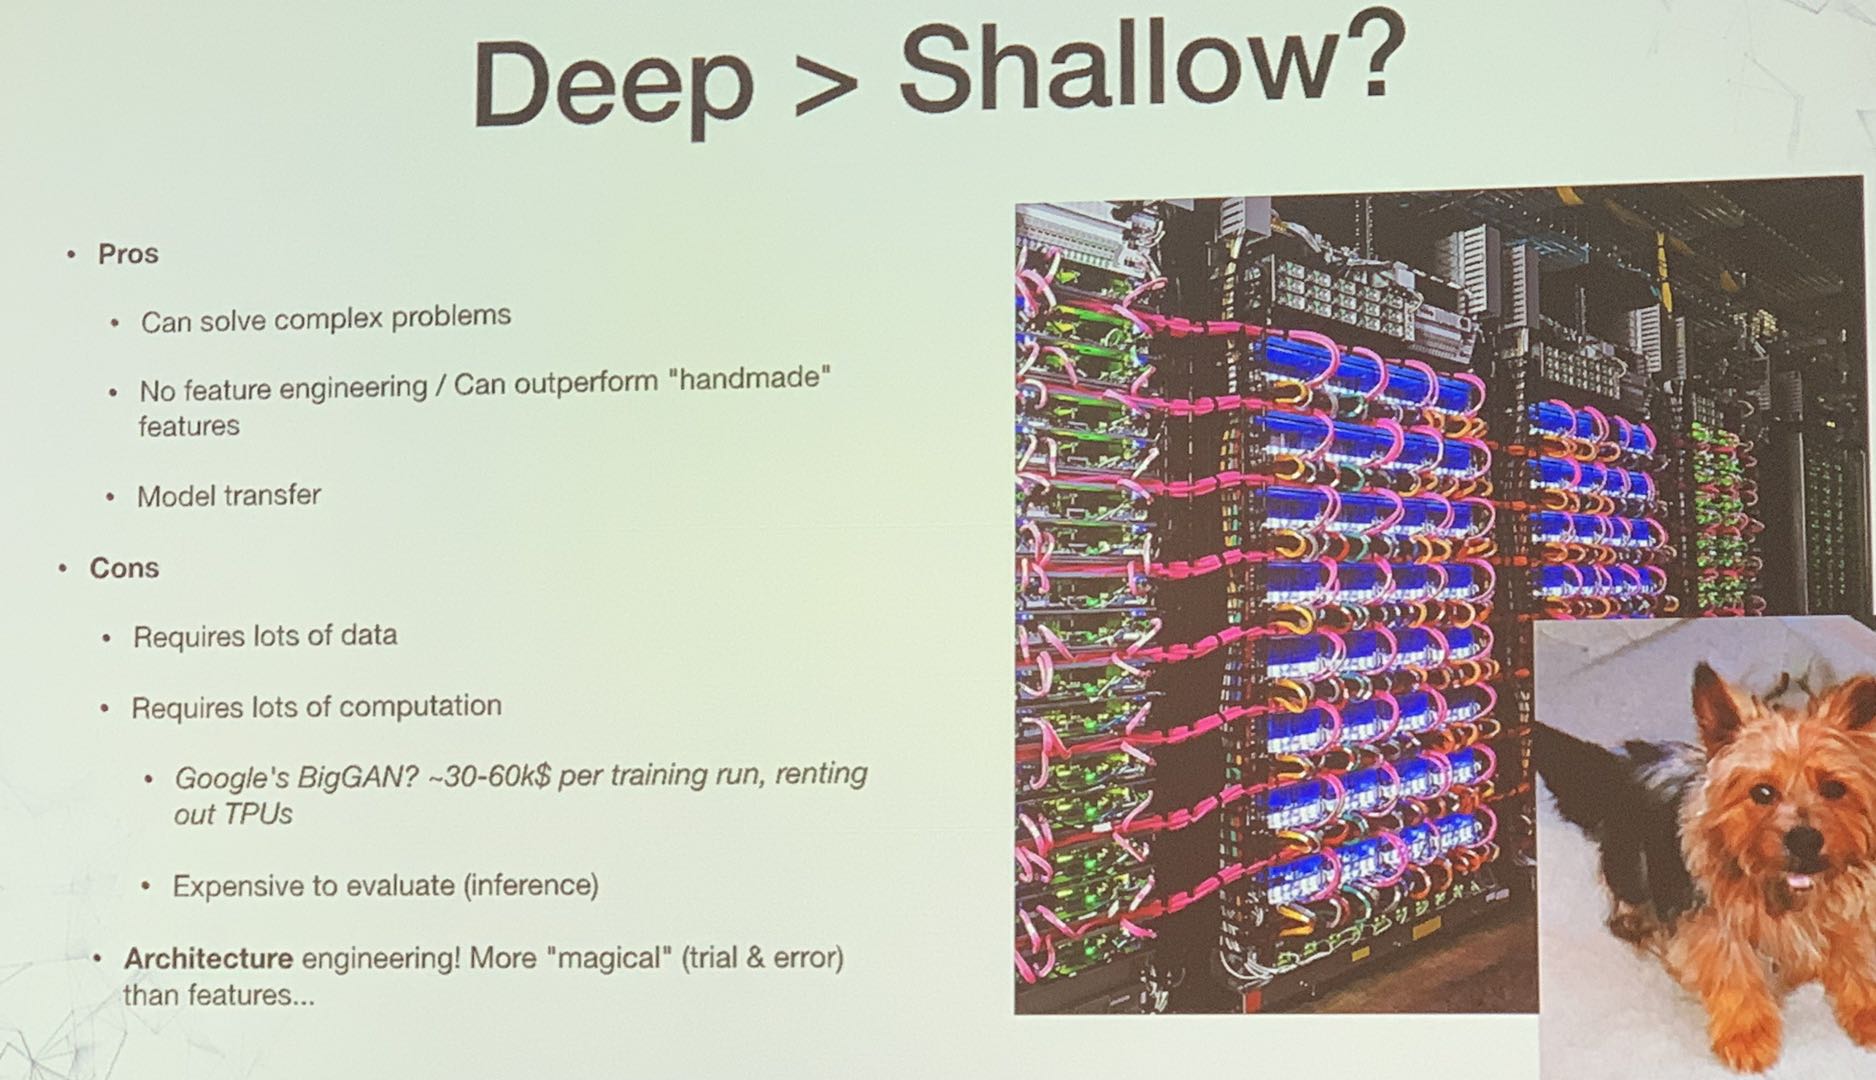 Deep > Shallow?
• Pros
• Can solve complex problems
• No feature engineering / Can outperform "handmade"
features
• Model transfer
• Cons
• Requires lots of data
• Requires lots of computation
• Google's BigGAN? ~30-60k$ per training run, renting
out TPUs
• Expensive to evaluate (inference)
• Architecture engineering! More "magical" (trial & error)
than features...